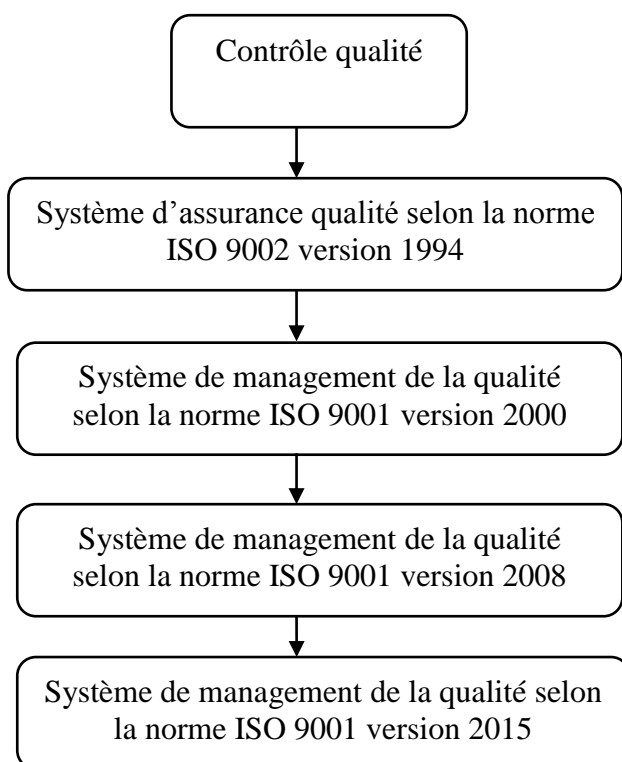 Contrôle qualité
Système d’assurance qualité selon la norme
ISO 9002 version 1994
Système de management de la qualité
selon la norme ISO 9001 version 2000
Système de management de la qualité
selon la norme ISO 9001 version 2008
Système de management de la qualité selon
la norme ISO 9001 version 2015